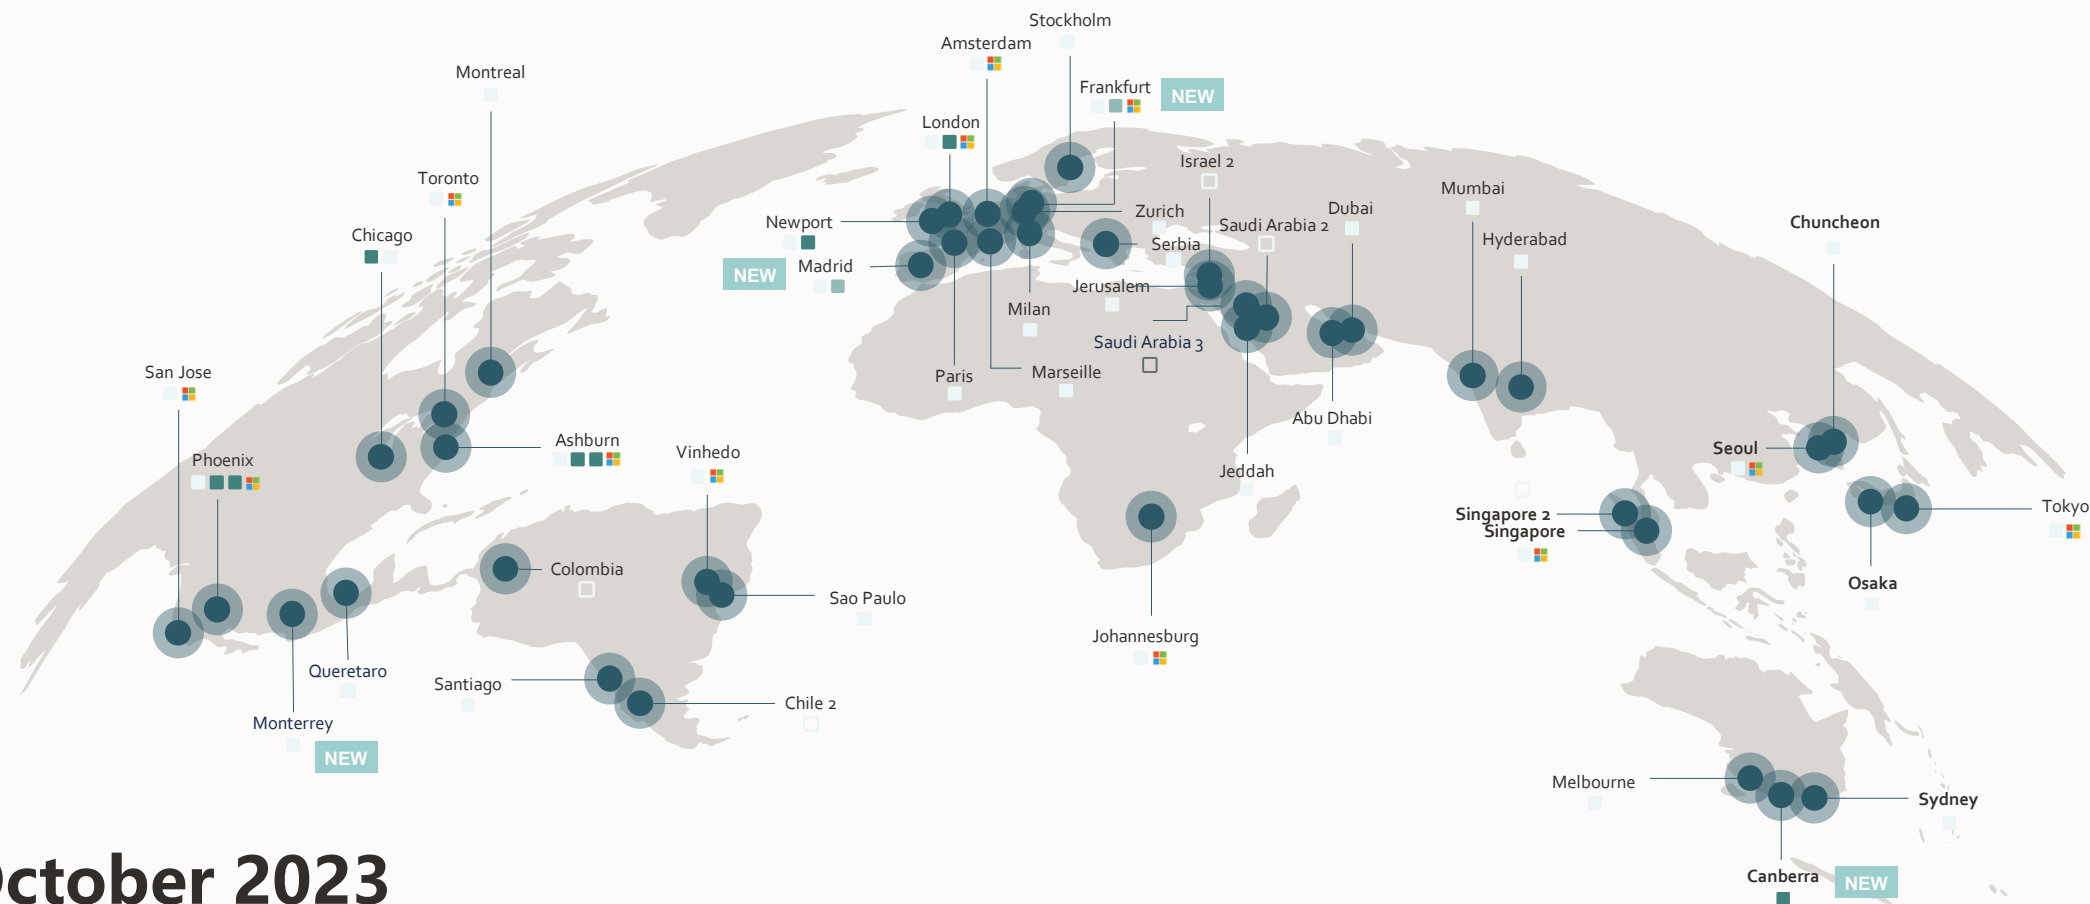 Stockholm
Amsterdam
Montreal
Frankfurt
NEW
London
Israel 2
Toronto
Mumbai
Dubai
Zurich
Newport
Chuncheon
Saudi Arabia 2
Chicago
Hyderabad
Serbia
Madrid
NEW
Jerusalem
Milan
Saudi Arabia 3
San Jose
Marseille
Paris
Abu Dhabi
Ashburn
Seoul
Vinhedo
Phoenix
Jeddah
Tokyo
Singapore 2
Singapore
Colombia
Osaka
Sao Paulo
Johannesburg
Queretaro
Santiago
Chile 2
Monterrey
NEW
Melbourne
Sydney
Canberra
NEW
October 2023